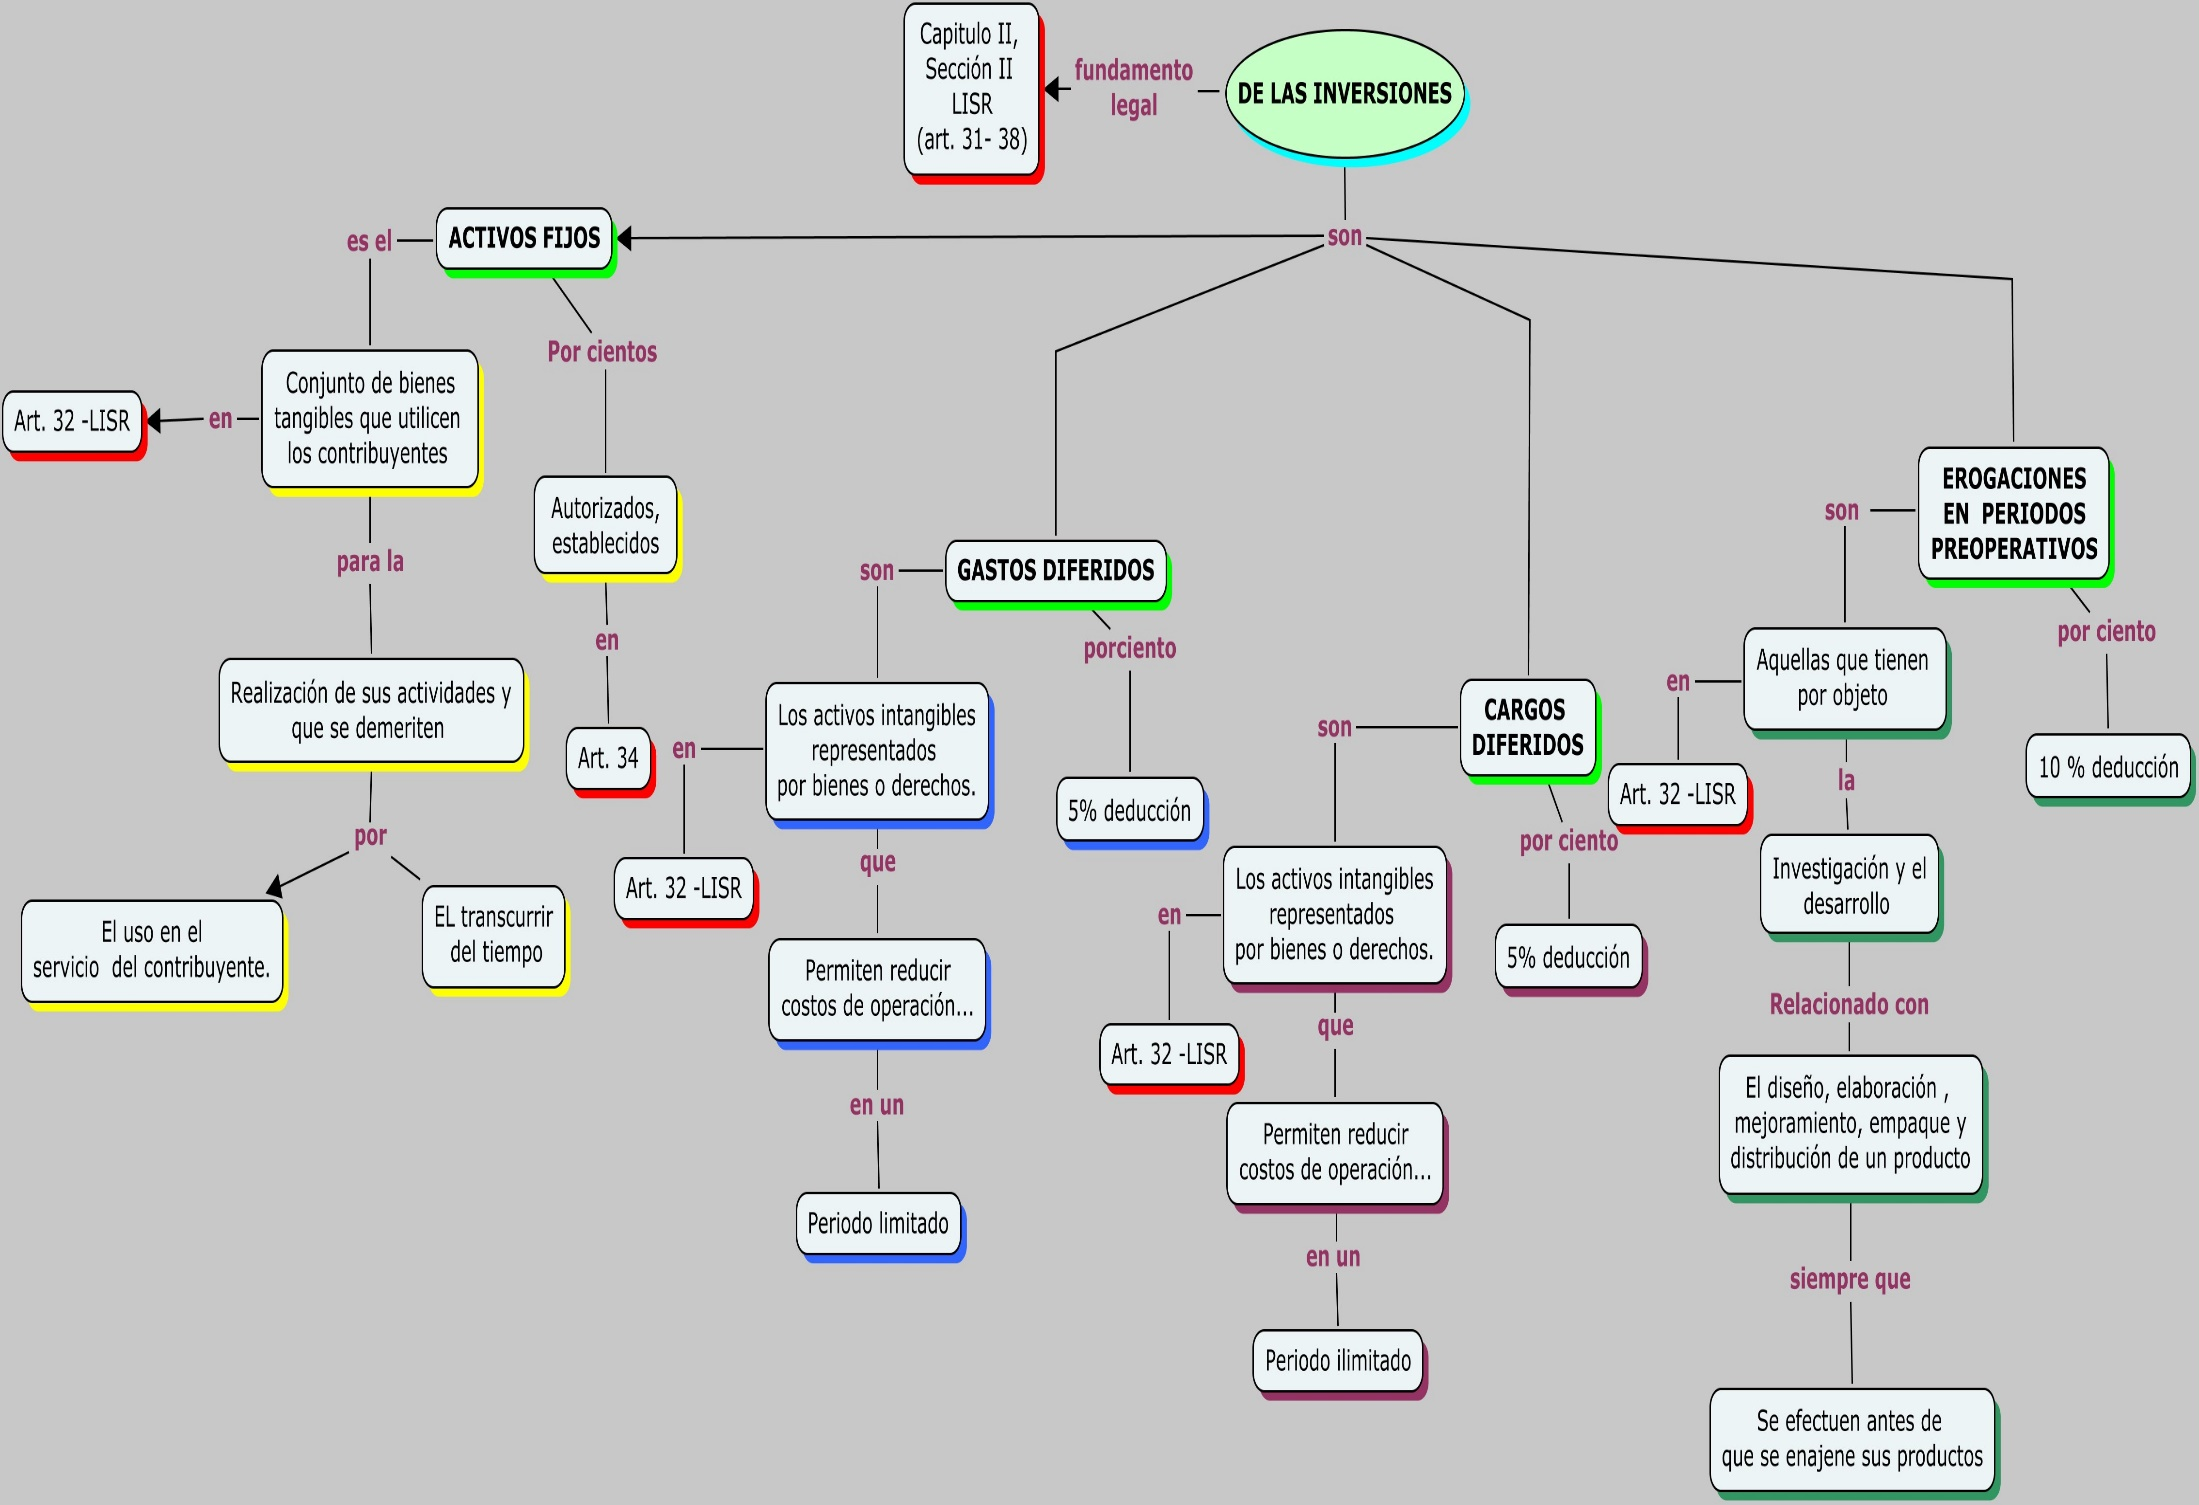 Capitulo II,
Sección II
LISR
(art. 31- 38)
fundamento
legal
DE LAS INVERSIONES
son
es el
ACTIVOS FIJOS
Por cientos
Conjunto de bienes
tangibles que utilicen
los contribuyentes
en
Art. 32 -LISR
para la
Realización de sus actividades y
que se demeriten
por
El uso en el
servicio  del contribuyente.
EL transcurrir
del tiempo
Autorizados,
establecidos
en
Art. 34
GASTOS DIFERIDOS
son
porciento
5% deducción
Los activos intangibles
representados
por bienes o derechos.
en
Art. 32 -LISR
que
Permiten reducir
costos de operación...
en un
Periodo limitado
CARGOS
DIFERIDOS
son
por ciento
5% deducción
Los activos intangibles
representados
por bienes o derechos.
en
Art. 32 -LISR
que
Permiten reducir
costos de operación...
en un
Periodo ilimitado
EROGACIONES
EN  PERIODOS
PREOPERATIVOS
son
por ciento
10 % deducción
Aquellas que tienen
por objeto
en
Art. 32 -LISR
la
Investigación y el
desarrollo
Relacionado con
El diseño, elaboración ,
mejoramiento, empaque y
distribución de un producto
siempre que
Se efectuen antes de
que se enajene sus productos